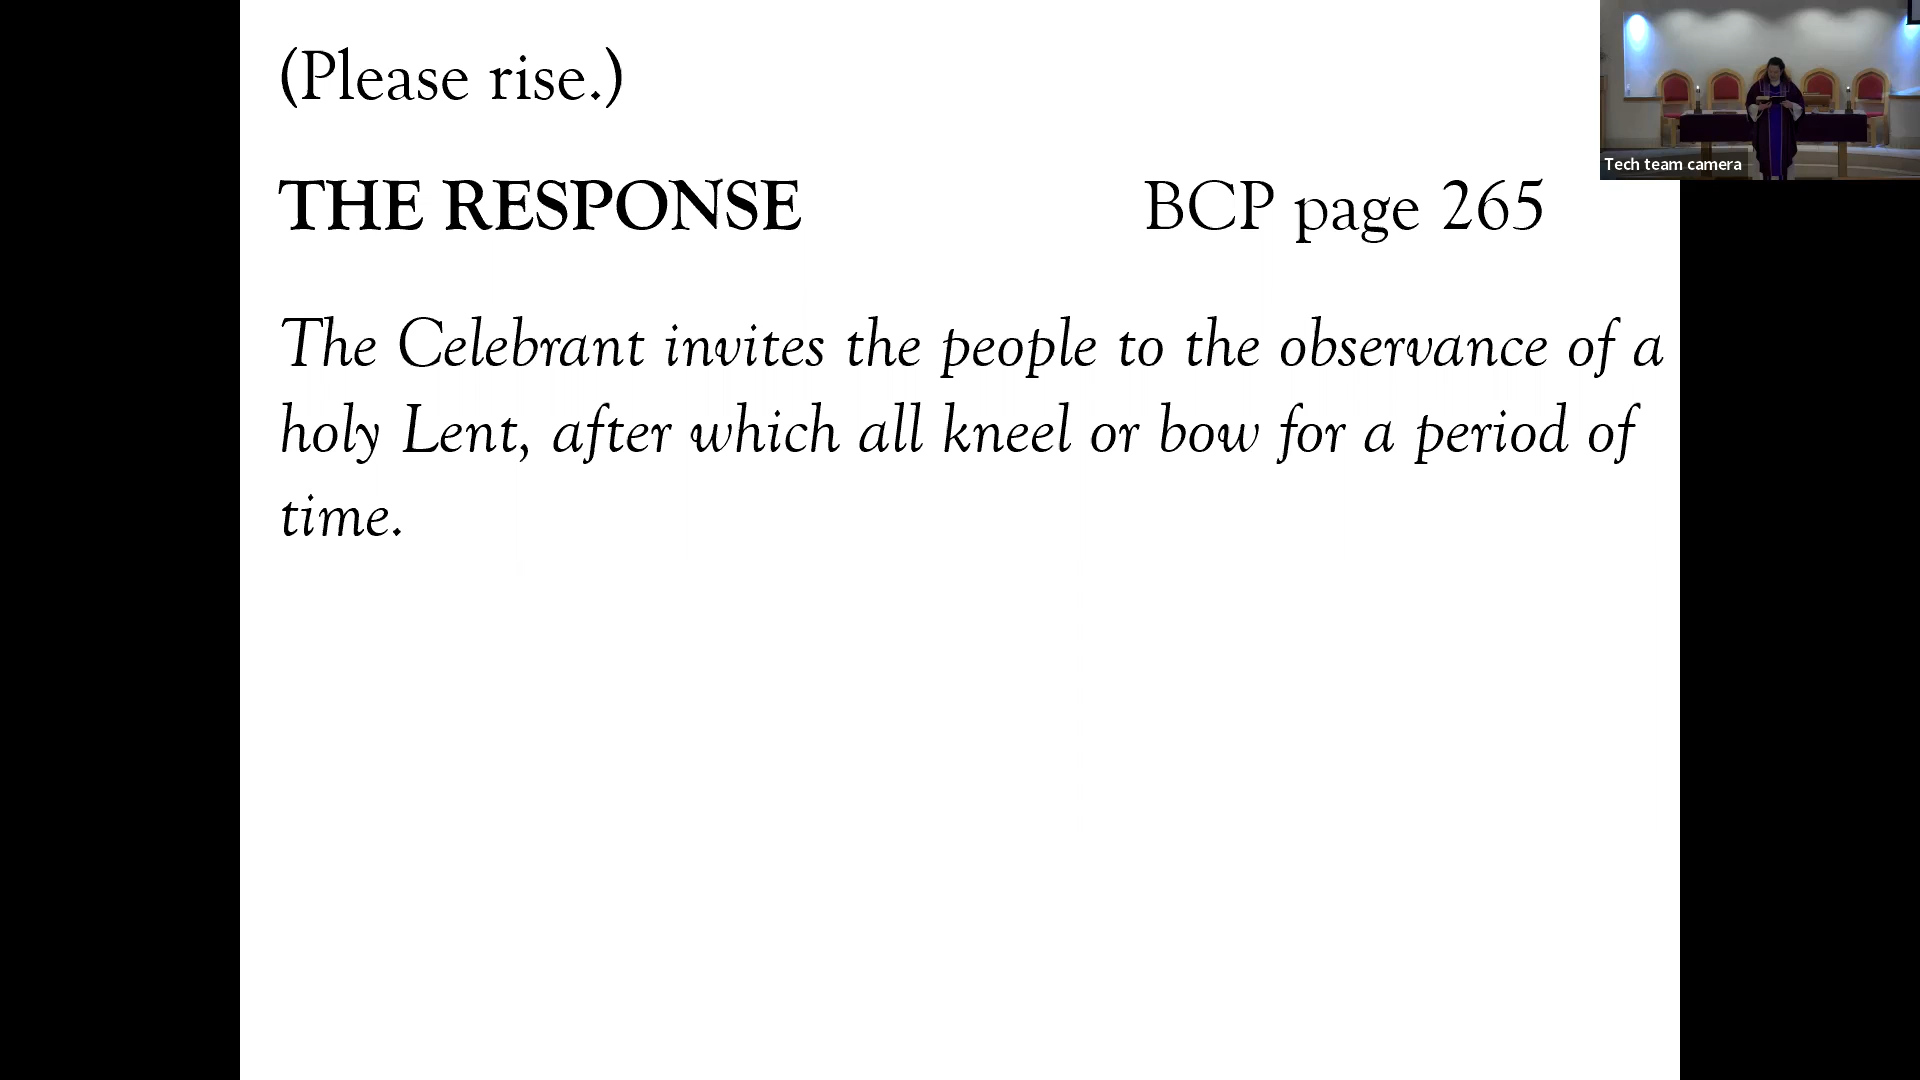 (Please rise.)
THE RESPONSE BCP page 265
The Celebrant invites the people to the observance of a
holy Lent, after which all kneel or bow for a period of
time.
Tech team camera